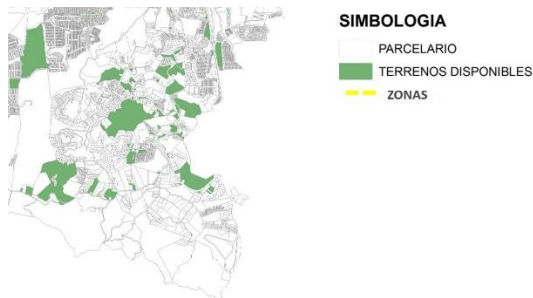 SIMBOLOGIA
PARCELARIO
TERRENOS DISPONIBLES
ZONAS